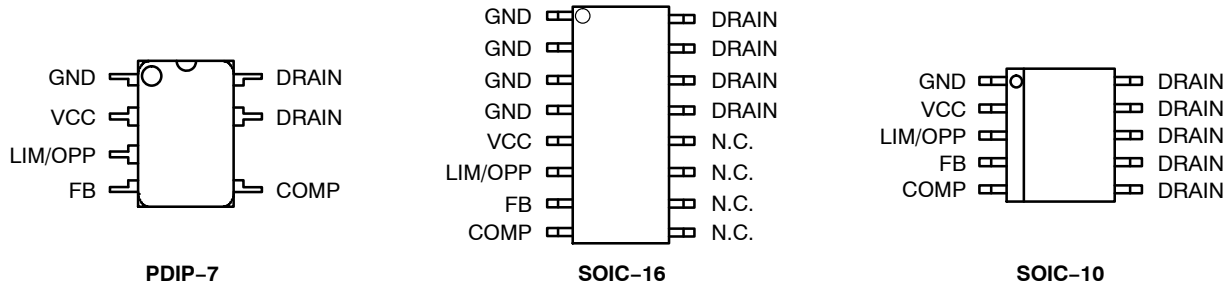 GND DRAIN
VCC DRAIN
LIM/OPP
FB COMP
PDIP−7
GND DRAIN
GND DRAIN
GND DRAIN
GND DRAIN
VCC N.C.
LIM/OPP N.C.
FB N.C.
COMP N.C.
SOIC−16
GND DRAIN
VCC DRAIN
LIM/OPP DRAIN
FB DRAIN
COMP DRAIN
SOIC−10